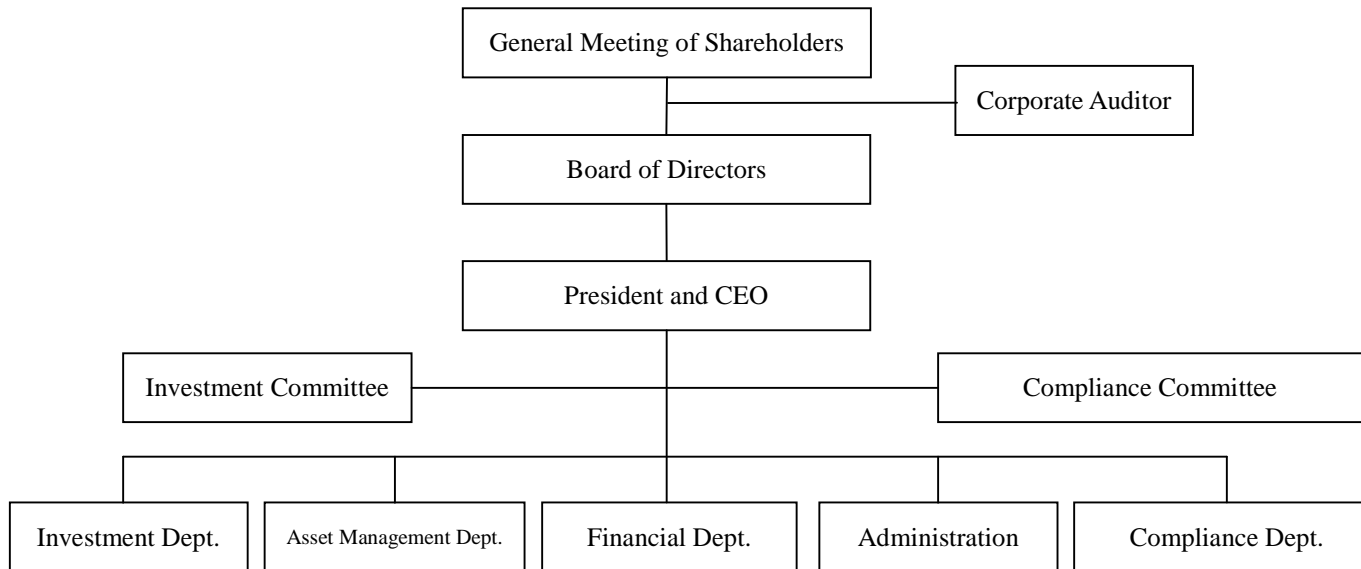 General Meeting of Shareholders
Corporate Auditor
Board of Directors
President and CEO
Investment Committee
Compliance Committee
Investment Dept.
Asset Management Dept.
Financial Dept.
Administration
Compliance Dept.